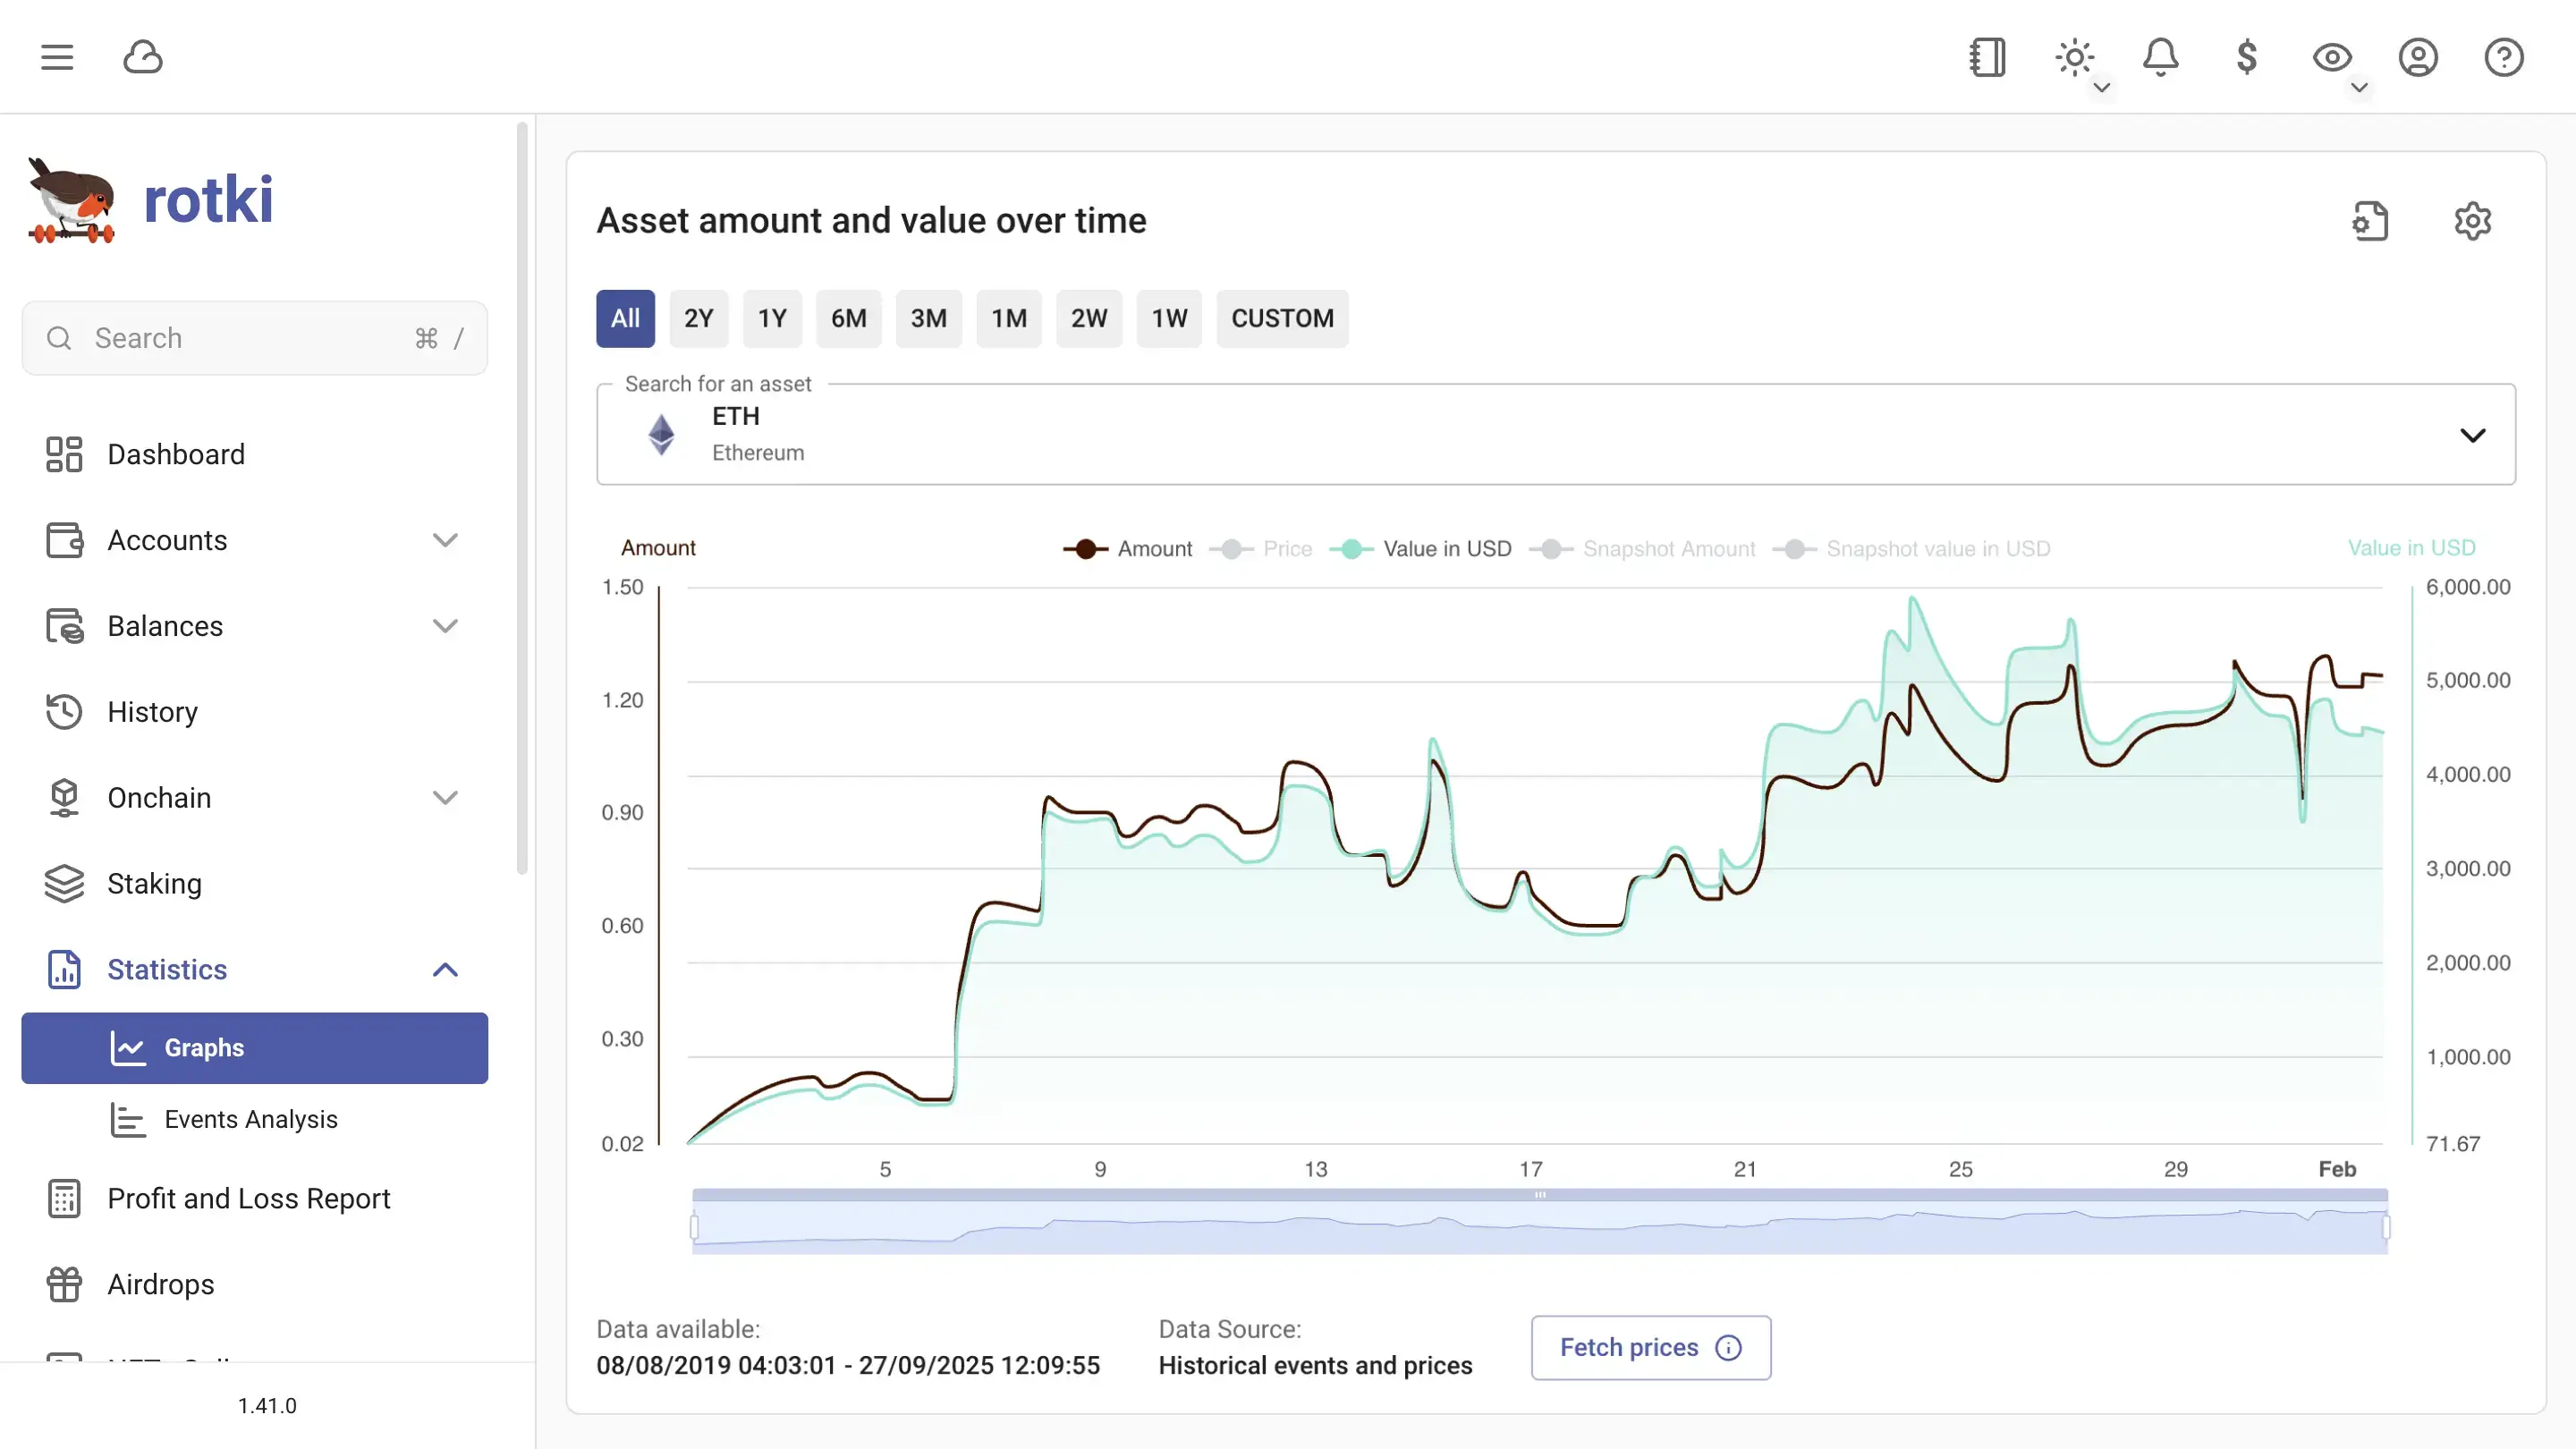 rotki
Search ⌘ /
Dashboard
Accounts
Balances
History
Onchain
Staking
Statistics
Graphs
Events Analysis
Profit and Loss Report
Airdrops
1.41.0
Asset amount and value over time
All 2Y 1Y 6M 3M 1M 2W 1W CUSTOM
Search for an asset
ETH
Ethereum
Amount Amount Price Value in USD Snapshot Amount Snapshot value in USD Value in USD
1.50 6,000.00
1.20 5,000.00
4,000.00
0.90
3,000.00
0.60
2,000.00
0.30
1,000.00
0.02 71.67
5 9 13 17 21 25 29 Feb
Data available: Data Source:
08/08/2019 04:03:01 - 27/09/2025 12:09:55 Historical events and prices
Fetch prices